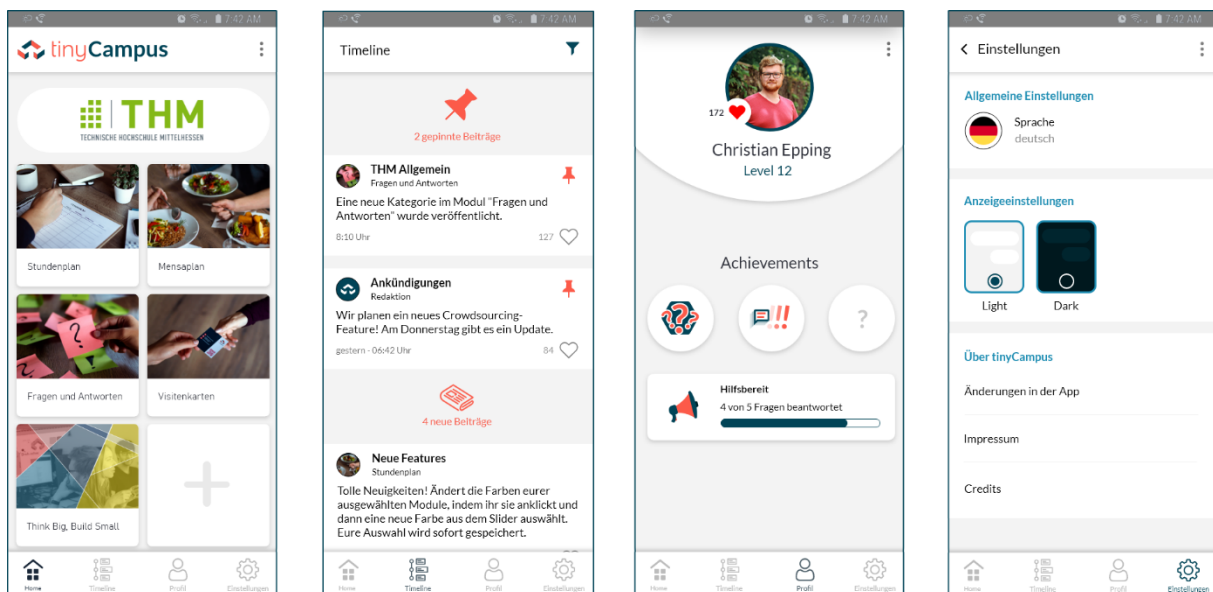 7:42 AM
tinyCampus
THM
TECHNISCHE HOCHSCHULE MITTELHESSEN
Stundenplan
Mensaplan
Fragen und Antworten
Visitenkarten
Think Big, Build Small
Home
Timeline
Profil
Einstellungen
7:42 AM
Timeline
2 gepinnte Beiträge
THM Allgemein
Fragen und Antworten
Eine neue Kategorie im Modul "Fragen und
Antworten" wurde veröffentlicht.
8:10 Uhr
127
Ankündigungen
Redaktion
Wir planen ein neues Crowdsourcing-
Feature! Am Donnerstag gibt es ein Update.
gestern - 06:42 Uhr
84
4 neue Beiträge
Neue Features
Stundenplan
Tolle Neuigkeiten! Ändert die Farben eurer
ausgewählten Module, indem ihr sie anklickt und
dann eine neue Farbe aus dem Slider auswählt.
Eure Auswahl wird sofort gespeichert.
Home
Timeline
Profil
Einstellungen
7:42 AM
172
Christian Epping
Level 12
Achievements
???
!!!
?
Hilfsbereit
4 von 5 Fragen beantwortet
Home
Timeline
Profil
Einstellungen
7:42 AM
Einstellungen
Allgemeine Einstellungen
Sprache
deutsch
Anzeigeeinstellungen
Light
Dark
Über tinyCampus
Änderungen in der App
Impressum
Credits
Home
Timeline
Profil
Einstellungen